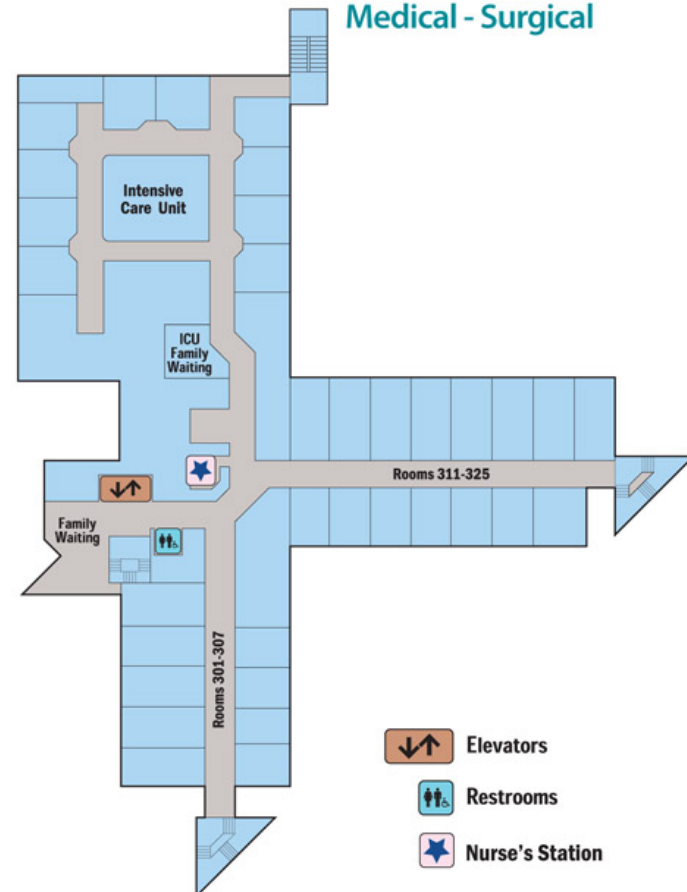 Medical - Surgical
Intensive
Care Unit
ICU
Family
Waiting
Rooms 311-325
Family
Waiting
Rooms 301-307
Elevators
Restrooms
Nurse's Station